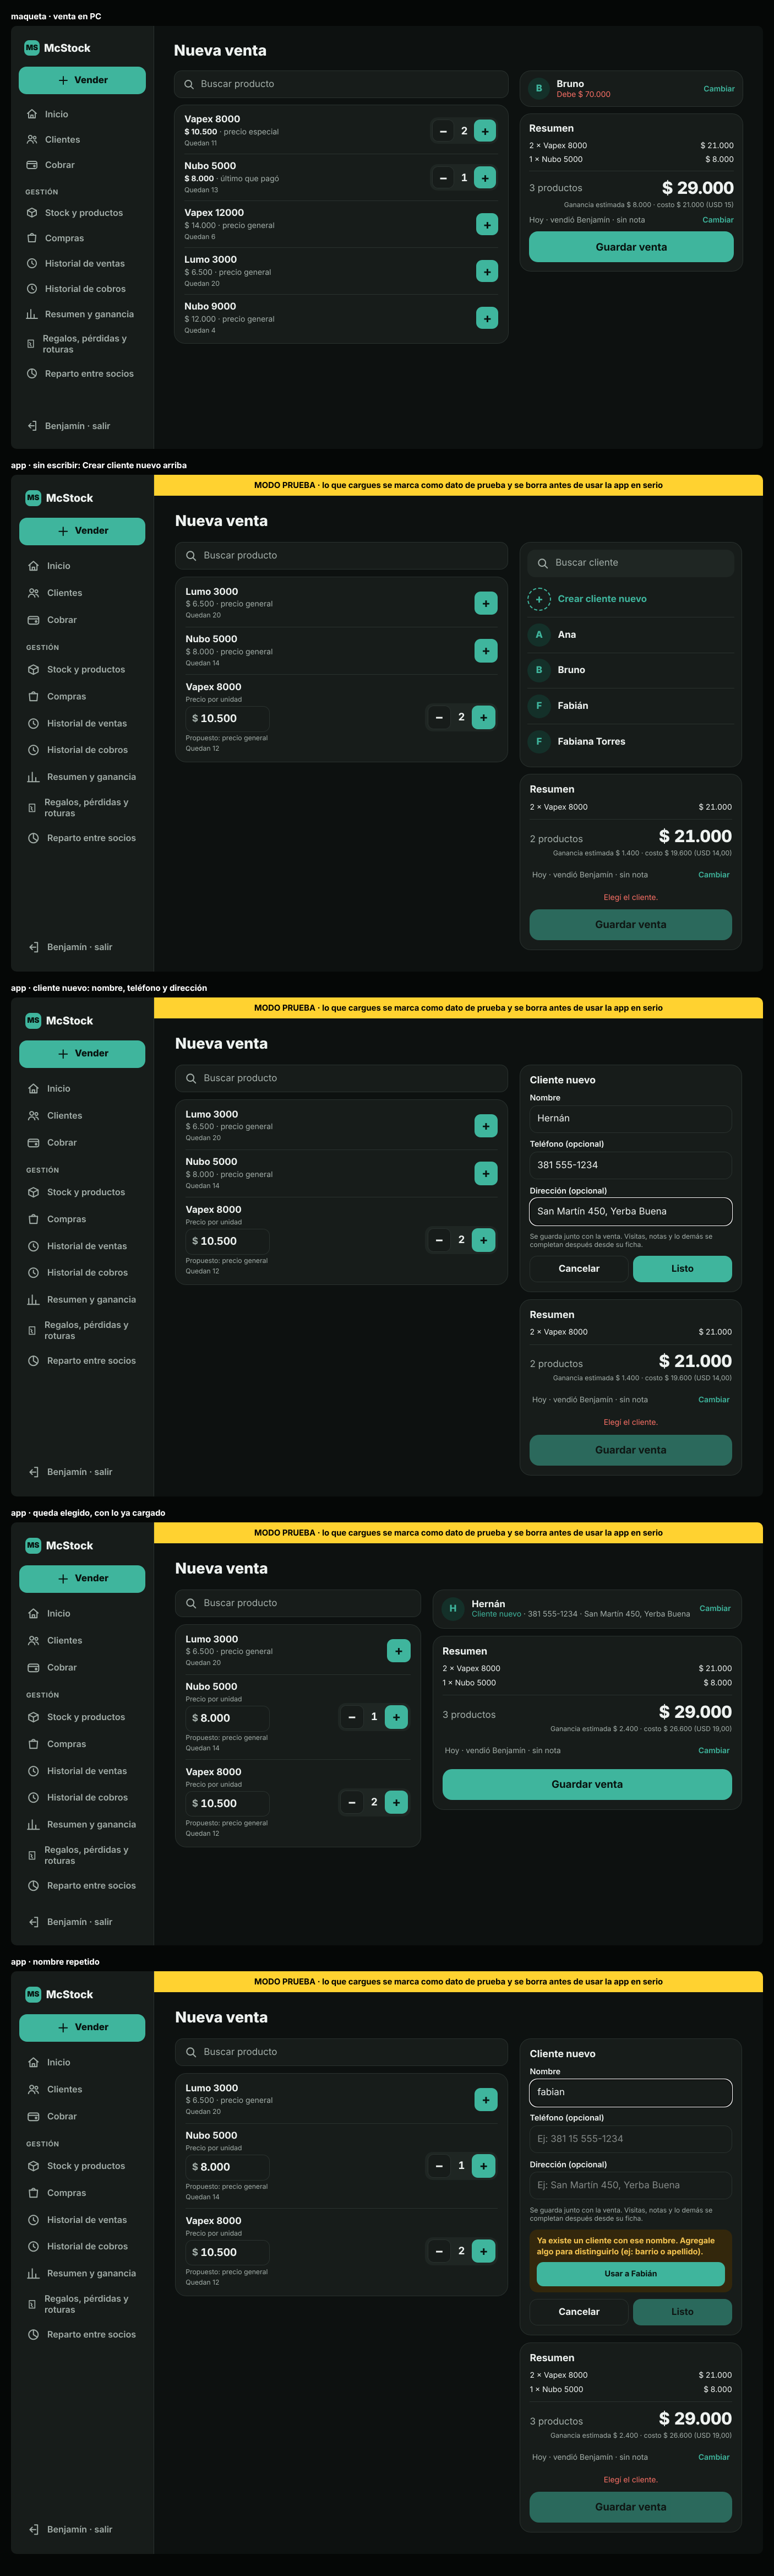 maqueta · venta en PC
MS McStock
+ Vender
Inicio
Clientes
Cobrar
GESTIÓN
Stock y productos
Compras
Historial de ventas
Historial de cobros
Resumen y ganancia
Regalos, pérdidas y
roturas
Reparto entre socios
Benjamín · salir
Nueva venta
Buscar producto
Vapex 8000
$ 10.500 · precio especial
Quedan 11
− 2 +
Nubo 5000
$ 8.000 · último que pagó
Quedan 13
− 1 +
Vapex 12000
$ 14.000 · precio general
Quedan 6
+
Lumo 3000
$ 6.500 · precio general
Quedan 20
+
Nubo 9000
$ 12.000 · precio general
Quedan 4
+
B
Bruno
Debe $ 70.000
Cambiar
Resumen
2 × Vapex 8000 $ 21.000
1 × Nubo 5000 $ 8.000
3 productos $ 29.000
Ganancia estimada $ 8.000 · costo $ 21.000 (USD 15)
Hoy · vendió Benjamín · sin nota Cambiar
Guardar venta
app · sin escribir: Crear cliente nuevo arriba
MS McStock
+ Vender
Inicio
Clientes
Cobrar
GESTIÓN
Stock y productos
Compras
Historial de ventas
Historial de cobros
Resumen y ganancia
Regalos, pérdidas y
roturas
Reparto entre socios
Benjamín · salir
MODO PRUEBA · lo que cargues se marca como dato de prueba y se borra antes de usar la app en serio
Nueva venta
Buscar producto
Lumo 3000
$ 6.500 · precio general
Quedan 20
+
Nubo 5000
$ 8.000 · precio general
Quedan 14
+
Vapex 8000
Precio por unidad
$ 10.500
− 2 +
Propuesto: precio general
Quedan 12
Buscar cliente
+ Crear cliente nuevo
A Ana
B Bruno
F Fabián
F Fabiana Torres
Resumen
2 × Vapex 8000 $ 21.000
2 productos $ 21.000
Ganancia estimada $ 1.400 · costo $ 19.600 (USD 14,00)
Hoy · vendió Benjamín · sin nota Cambiar
Elegí el cliente.
Guardar venta
app · cliente nuevo: nombre, teléfono y dirección
MS McStock
+ Vender
Inicio
Clientes
Cobrar
GESTIÓN
Stock y productos
Compras
Historial de ventas
Historial de cobros
Resumen y ganancia
Regalos, pérdidas y
roturas
Reparto entre socios
Benjamín · salir
MODO PRUEBA · lo que cargues se marca como dato de prueba y se borra antes de usar la app en serio
Nueva venta
Buscar producto
Lumo 3000
$ 6.500 · precio general
Quedan 20
+
Nubo 5000
$ 8.000 · precio general
Quedan 14
+
Vapex 8000
Precio por unidad
$ 10.500
− 2 +
Propuesto: precio general
Quedan 12
Cliente nuevo
Nombre
Hernán
Teléfono (opcional)
381 555-1234
Dirección (opcional)
San Martín 450, Yerba Buena
Se guarda junto con la venta. Visitas, notas y lo demás se
completan después desde su ficha.
Cancelar Listo
Resumen
2 × Vapex 8000 $ 21.000
2 productos $ 21.000
Ganancia estimada $ 1.400 · costo $ 19.600 (USD 14,00)
Hoy · vendió Benjamín · sin nota Cambiar
Elegí el cliente.
Guardar venta
app · queda elegido, con lo ya cargado
MS McStock
+ Vender
Inicio
Clientes
Cobrar
GESTIÓN
Stock y productos
Compras
Historial de ventas
Historial de cobros
Resumen y ganancia
Regalos, pérdidas y
roturas
Reparto entre socios
Benjamín · salir
MODO PRUEBA · lo que cargues se marca como dato de prueba y se borra antes de usar la app en serio
Nueva venta
Buscar producto
Lumo 3000
$ 6.500 · precio general
Quedan 20
+
Nubo 5000
Precio por unidad
$ 8.000
− 1 +
Propuesto: precio general
Quedan 14
Vapex 8000
Precio por unidad
$ 10.500
− 2 +
Propuesto: precio general
Quedan 12
H
Hernán
Cliente nuevo · 381 555-1234 · San Martín 450, Yerba Buena
Cambiar
Resumen
2 × Vapex 8000 $ 21.000
1 × Nubo 5000 $ 8.000
3 productos $ 29.000
Ganancia estimada $ 2.400 · costo $ 26.600 (USD 19,00)
Hoy · vendió Benjamín · sin nota Cambiar
Guardar venta
app · nombre repetido
MS McStock
+ Vender
Inicio
Clientes
Cobrar
GESTIÓN
Stock y productos
Compras
Historial de ventas
Historial de cobros
Resumen y ganancia
Regalos, pérdidas y
roturas
Reparto entre socios
Benjamín · salir
MODO PRUEBA · lo que cargues se marca como dato de prueba y se borra antes de usar la app en serio
Nueva venta
Buscar producto
Lumo 3000
$ 6.500 · precio general
Quedan 20
+
Nubo 5000
Precio por unidad
$ 8.000
− 1 +
Propuesto: precio general
Quedan 14
Vapex 8000
Precio por unidad
$ 10.500
− 2 +
Propuesto: precio general
Quedan 12
Cliente nuevo
Nombre
fabian
Teléfono (opcional)
Ej: 381 15 555-1234
Dirección (opcional)
Ej: San Martín 450, Yerba Buena
Se guarda junto con la venta. Visitas, notas y lo demás se
completan después desde su ficha.
Ya existe un cliente con ese nombre. Agregale
algo para distinguirlo (ej: barrio o apellido).
Usar a Fabián
Cancelar Listo
Resumen
2 × Vapex 8000 $ 21.000
1 × Nubo 5000 $ 8.000
3 productos $ 29.000
Ganancia estimada $ 2.400 · costo $ 26.600 (USD 19,00)
Hoy · vendió Benjamín · sin nota Cambiar
Elegí el cliente.
Guardar venta